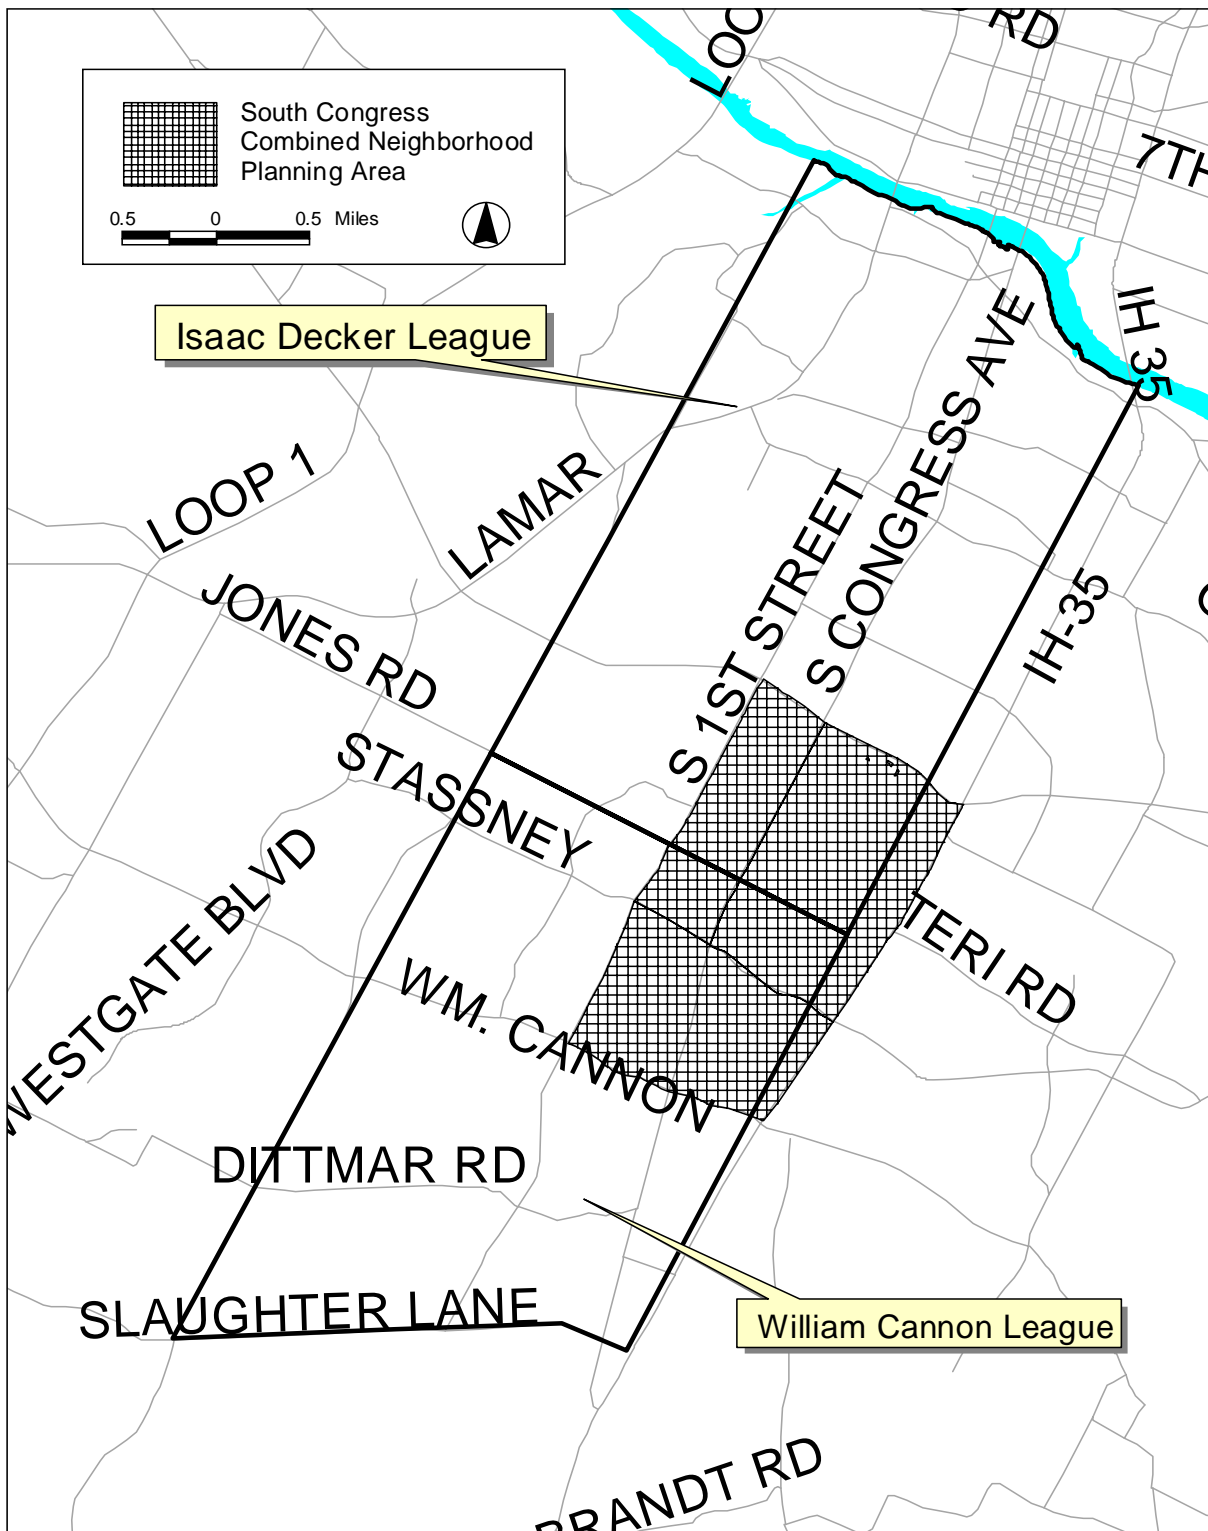 LOO
RD
South Congress
Combined Neighborhood
Planning Area
0.5 0 0.5 Miles
7TH
IH 35
Isaac Decker League
S CONGRESS AVE
LOOP 1
LAMAR
S 1ST STREET
IH-35
JONES RD
STASSNEY
WESTGATE BLVD
TERI RD
WM. CANNON
DITTMAR RD
SLAUGHTER LANE
William Cannon League
BRANDT RD